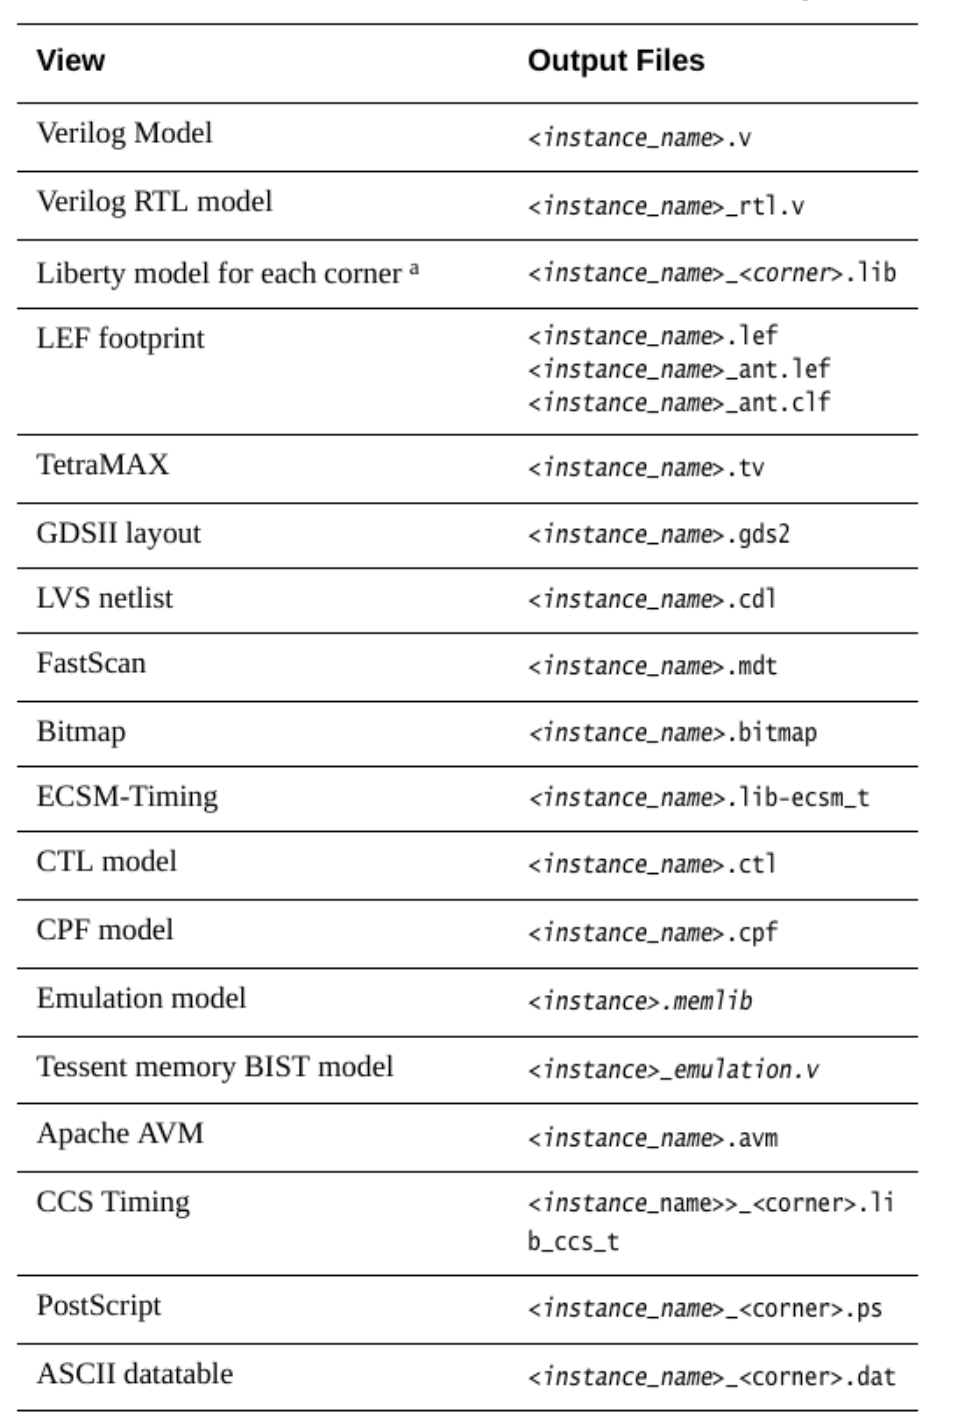 View Output Files
Verilog Model <instance_name>.v
Verilog RTL model <instance_name>_rtl.v
Liberty model for each corner a <instance_name>_<corner>.lib
LEF footprint <instance_name>.lef
<instance_name>_ant.lef
<instance_name>_ant.clf
TetraMAX <instance_name>.tv
GDSII layout <instance_name>.gds2
LVS netlist <instance_name>.cdl
FastScan <instance_name>.mdt
Bitmap <instance_name>.bitmap
ECSM-Timing <instance_name>.lib-ecsm_t
CTL model <instance_name>.ctl
CPF model <instance_name>.cpf
Emulation model <instance>.memlib
Tessent memory BIST model <instance>_emulation.v
Apache AVM <instance_name>.avm
CCS Timing <instance_name>>_<corner>.li
b_ccs_t
PostScript <instance_name>_<corner>.ps
ASCII datatable <instance_name>_<corner>.dat